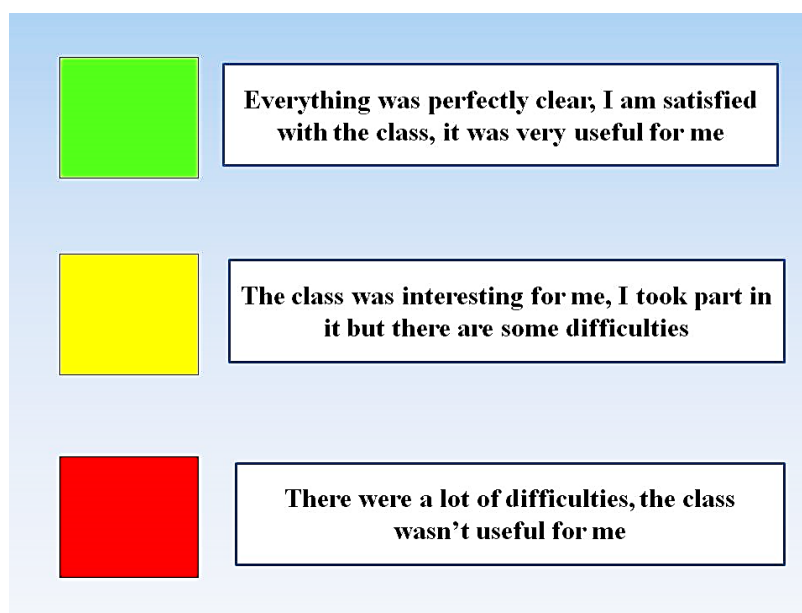 Everything was perfectly clear, I am satisfied
with the class, it was very useful for me
The class was interesting for me, I took part in
it but there are some difficulties
There were a lot of difficulties, the class
wasn’t useful for me